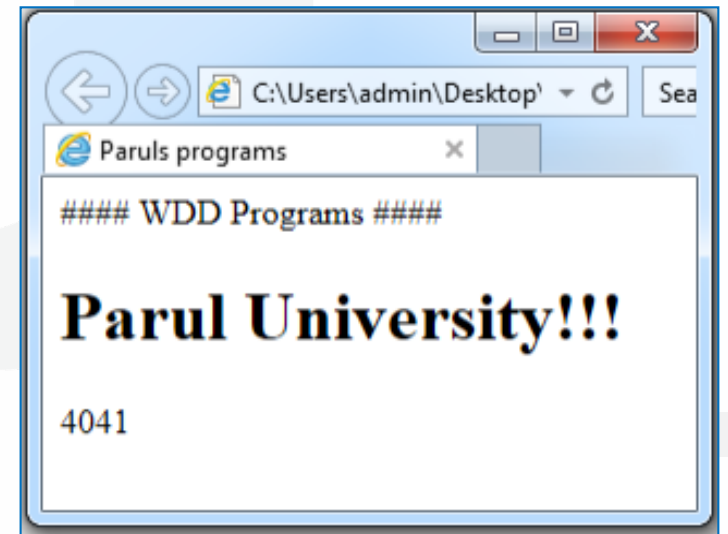 C:\Users\admin\Desktop\
Sea
Paruls programs
#### WDD Programs ####
Parul University!!!
4041